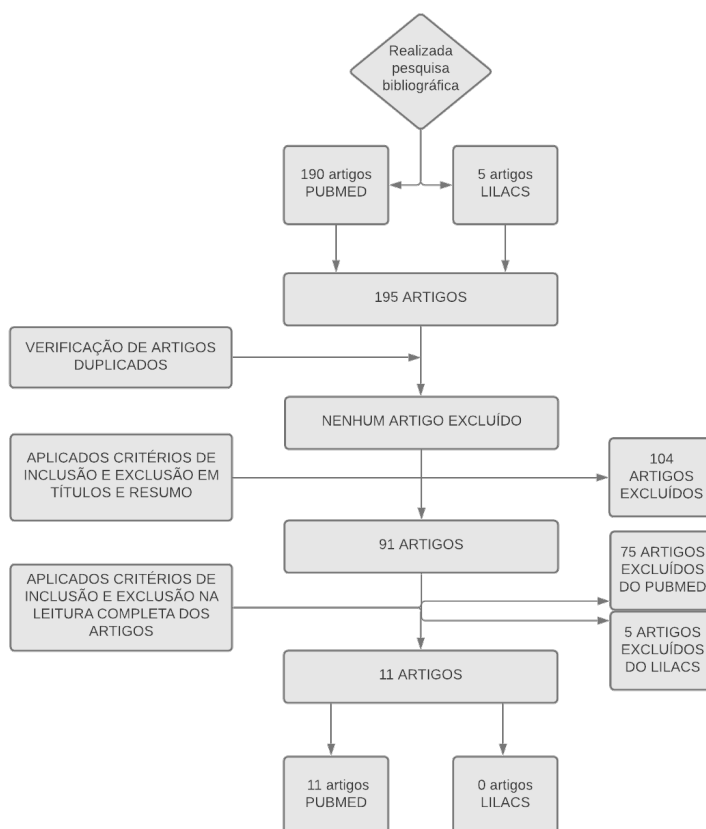 Realizada
pesquisa
bibliográfica
190 artigos
PUBMED
5 artigos
LILACS
195 ARTIGOS
VERIFICAÇÃO DE ARTIGOS
DUPLICADOS
NENHUM ARTIGO EXCLUÍDO
APLICADOS CRITÉRIOS DE
INCLUSÃO E EXCLUSÃO EM
TÍTULOS E RESUMO
104
ARTIGOS
EXCLUÍDOS
91 ARTIGOS
APLICADOS CRITÉRIOS DE
INCLUSÃO E EXCLUSÃO NA
LEITURA COMPLETA DOS
ARTIGOS
75 ARTIGOS
EXCLUÍDOS
DO PUBMED
5 ARTIGOS
EXCLUÍDOS
DO LILACS
11 ARTIGOS
11 artigos
PUBMED
0 artigos
LILACS